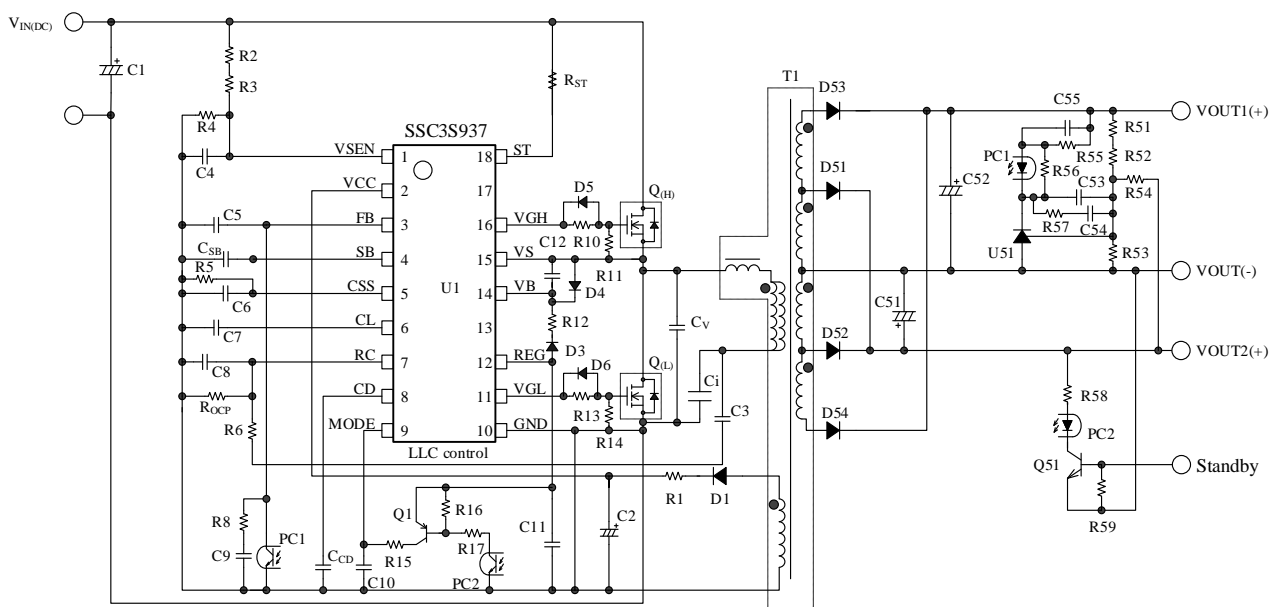 T1
VIN(DC)
C1
R2
R3
RST
D53
C55
VOUT1(+)
R4
SSC3S937
R51
PC1
R55
R52
C4
VSEN
1
18
ST
R56
D51
C53
R54
VCC
2
17
D5
Q(H)
C52
R57
C54
C5
FB
3
16
VGH
C12
R10
U51
R53
CSB
SB
4
15
VS
R11
VOUT(-)
R5
CSS
5
U1
14
VB
D4
C6
C51
CL
6
13
R12
CV
C7
RC
7
12
REG
D3
Q(L)
D52
VOUT2(+)
C8
D6
Ci
CD
8
11
VGL
R58
ROCP
R13
C3
R6
MODE
9
10
GND
R14
D54
PC2
LLC control
Q51
Standby
R1
D1
R59
Q1
R16
C11
C2
R8
PC1
R17
C9
CCD
R15
C10
PC2